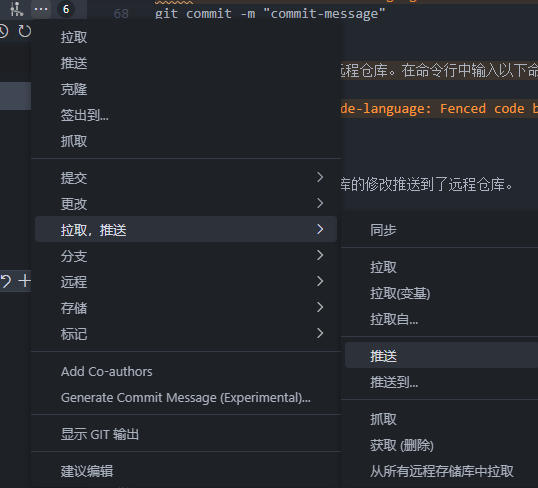 6
68 git commit -m "commit-message"
拉取
推送
克隆
签出到...
抓取
远程仓库。在命令行中输入以下命
de-language: Fenced code b
提交
库的修改推送到了远程仓库。
更改
拉取，推送
分支
远程
存储
标记
Add Co-authors
Generate Commit Message (Experimental)...
显示 GIT 输出
建议编辑
同步
拉取
拉取(变基)
拉取自...
推送
推送到...
抓取
获取 (删除)
从所有远程存储库中拉取